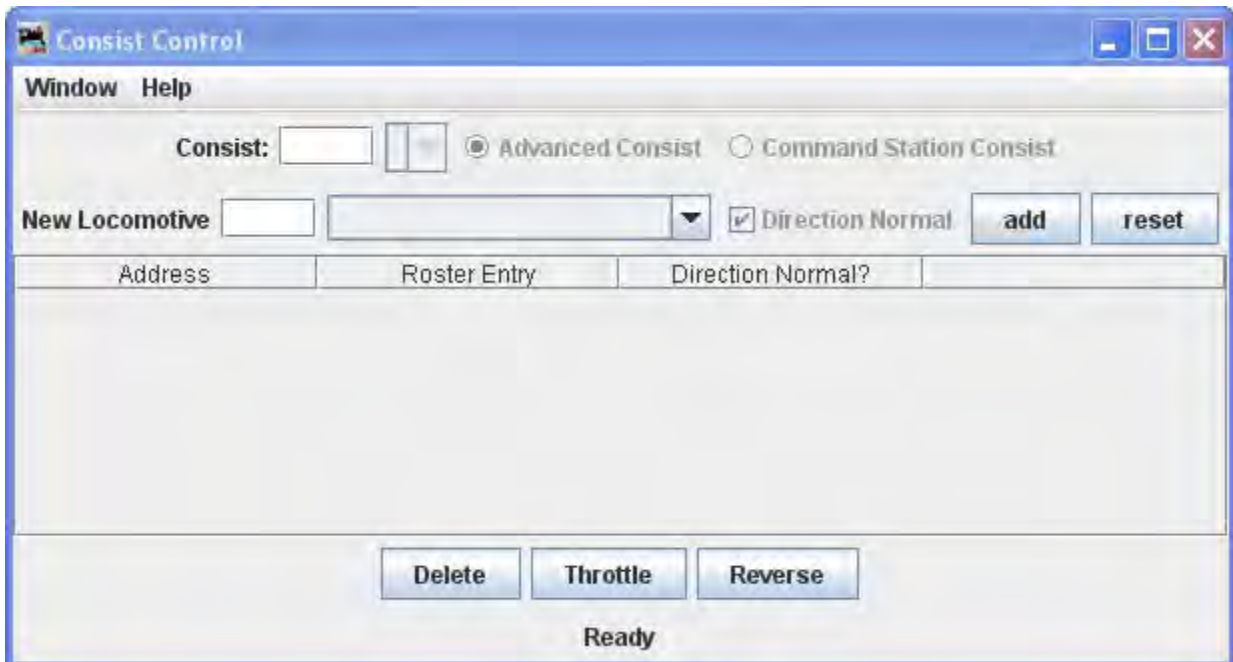 Consist Control
Window Help
Consist: Advanced Consist Command Station Consist
New Locomotive Direction Normal add reset
Address Roster Entry Direction Normal?
Delete Throttle Reverse
Ready